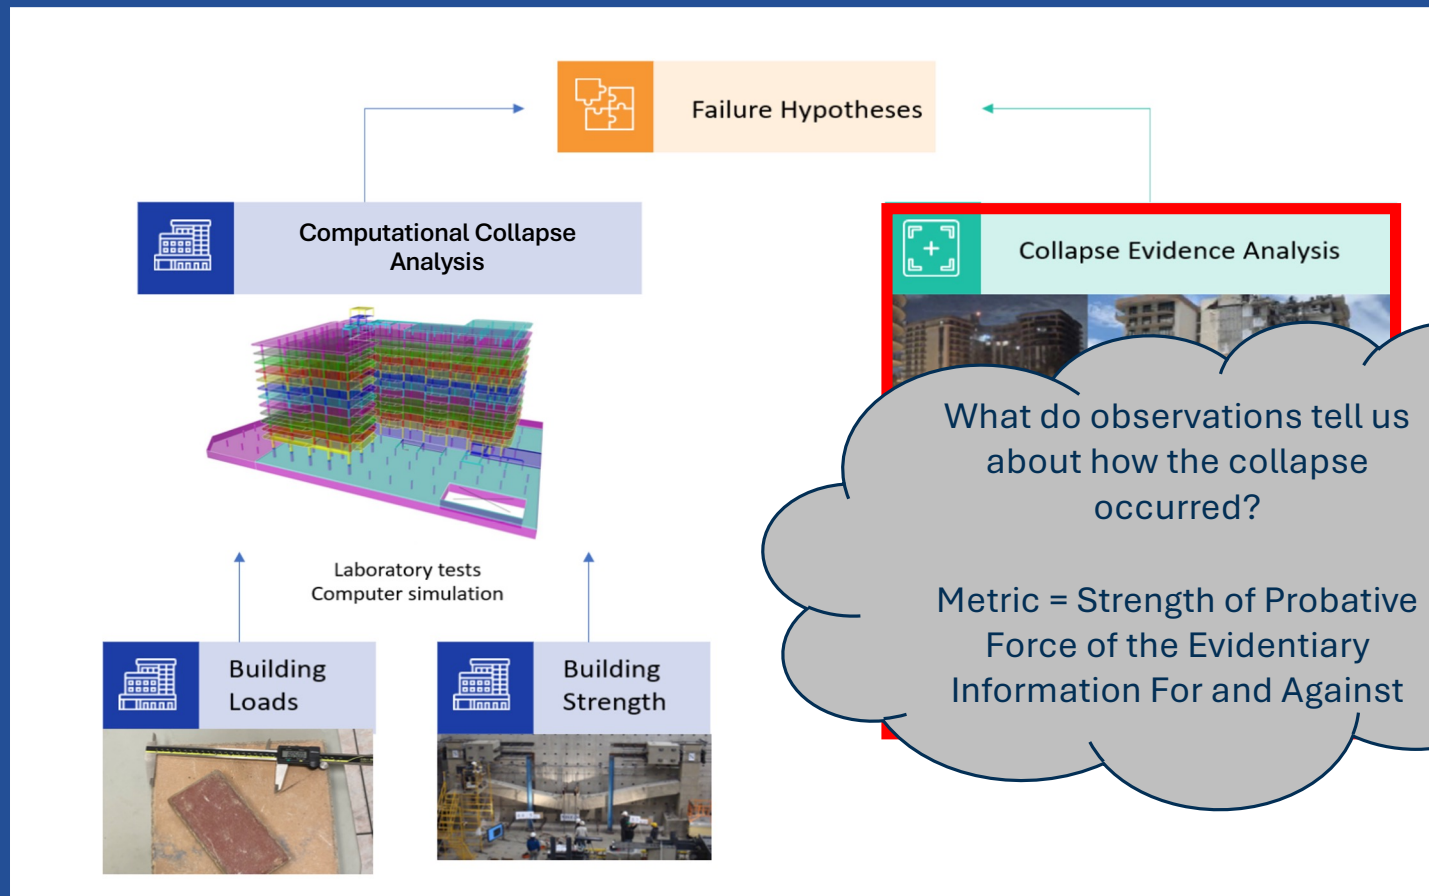 Failure Hypotheses
Computational Collapse
Analysis
Collapse Evidence Analysis
What do observations tell us
about how the collapse
occurred?
Metric = Strength of Probative
Force of the Evidentiary
Information For and Against
Laboratory tests
Computer simulation
Building
Loads
Building
Strength